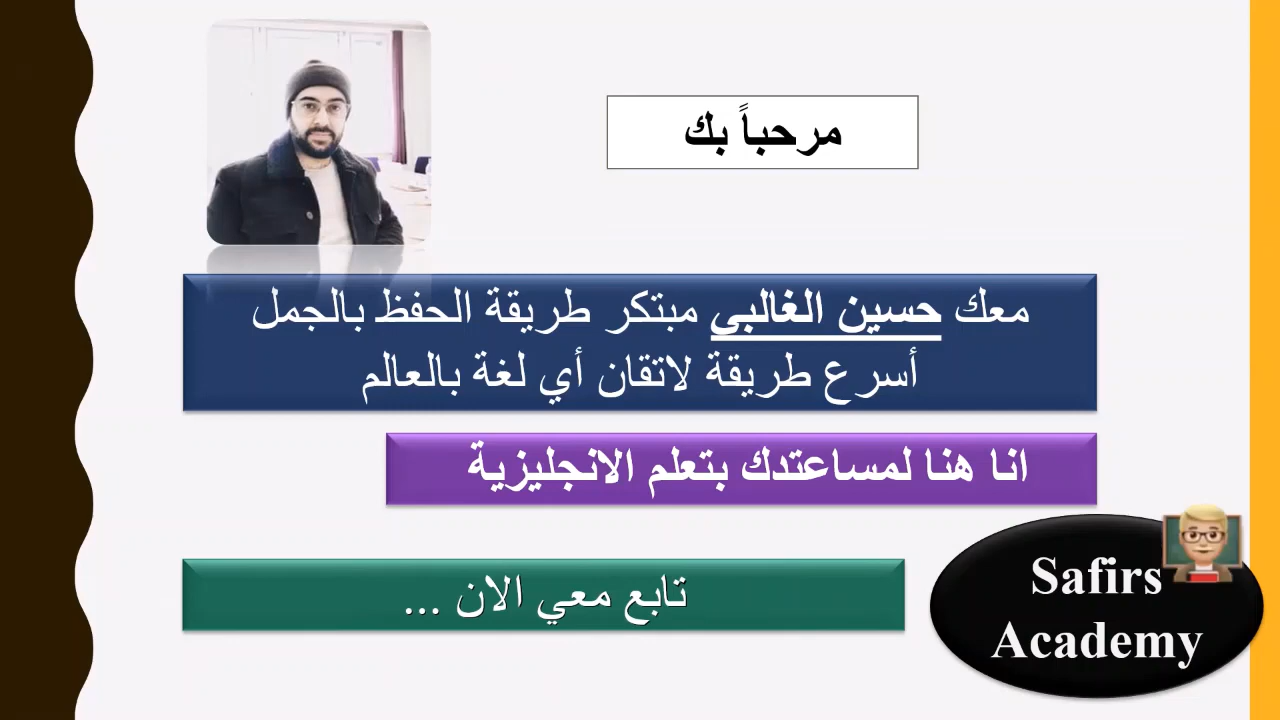 مرحباً بك
معك حسين الغالبي مبتكر طريقة الحفظ بالجمل
أسرع طريقة لاتقان أي لغة بالعالم
انا هنا لمساعتدك بتعلم الانجليزية
تابع معي الان ...
Safirs
Academy